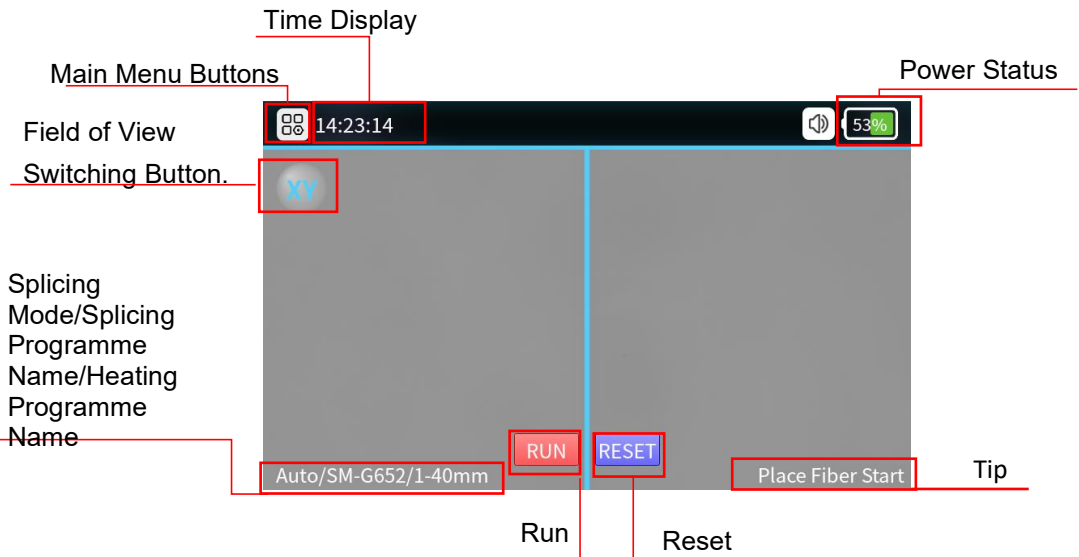 Time Display
Main Menu Buttons
Power Status
14:23:14
53%
Field of View
Switching Button.
XY
Splicing
Mode/Splicing
Programme
Name/Heating
Programme
Name
RUN
RESET
Auto/SM-G652/1-40mm
Place Fiber Start
Tip
Run
Reset